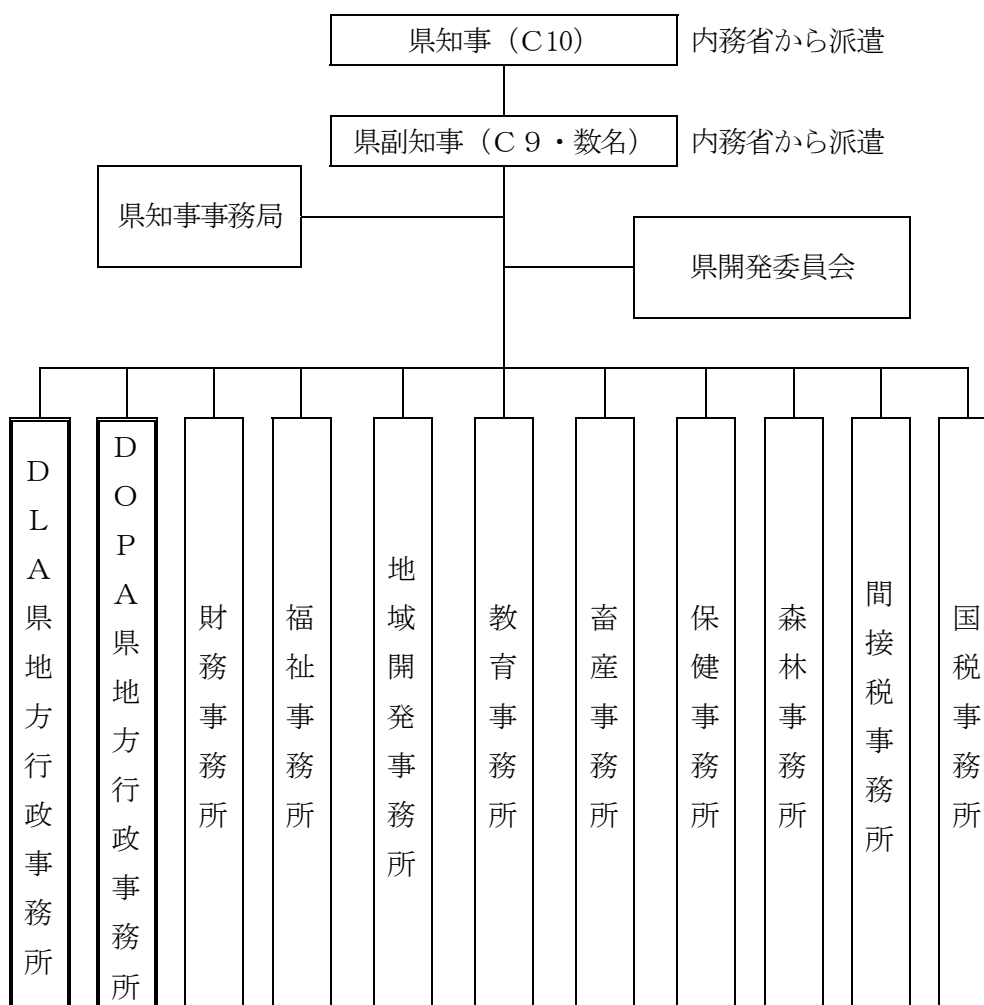 県知事（C10）
内務省から派遣
県副知事（C９・数名）
内務省から派遣
県知事事務局
県開発委員会
DLA県地方行政事務所
DOPA県地方行政事務所
財務事務所
福祉事務所
地域開発事務所
教育事務所
畜産事務所
保健事務所
森林事務所
間接税事務所
国税事務所